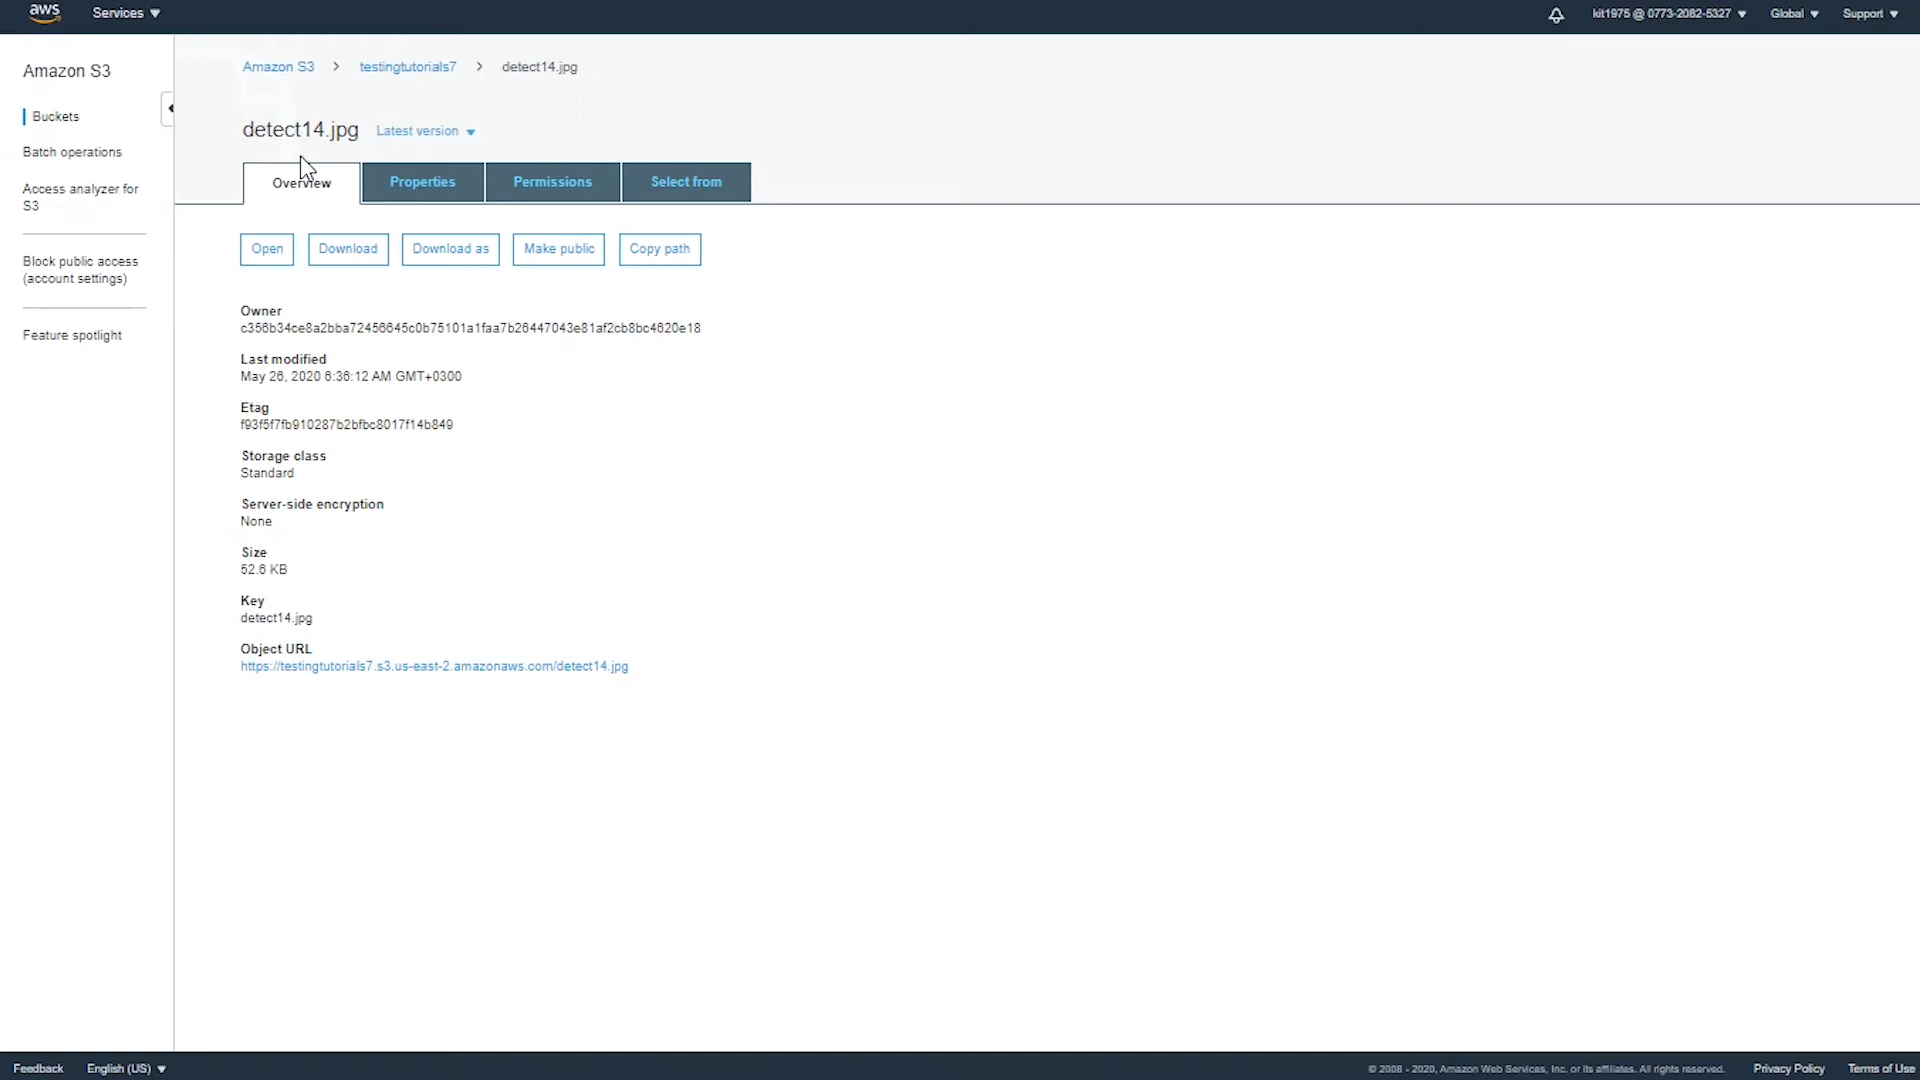 aws Services
kit1975 @ 0773-2082-5327 Global Support
Amazon S3
Buckets
Batch operations
Access analyzer for
S3
Block public access
(account settings)
Feature spotlight
Amazon S3 > testingtutorials7 > detect14.jpg
detect14.jpg Latest version
Overview Properties Permissions Select from
Open Download Download as Make public Copy path
Owner
c356b34ce8a2bba72456645c0b75101a1faa7b26447043e81af2cb8bc4620e18
Last modified
May 26, 2020 6:36:12 AM GMT+0300
Etag
f93f5f7fb910287b2bfbc8017f14b849
Storage class
Standard
Server-side encryption
None
Size
52.6 KB
Key
detect14.jpg
Object URL
https://testingtutorials7.s3.us-east-2.amazonaws.com/detect14.jpg
Feedback English (US)
© 2008 - 2020, Amazon Web Services, Inc. or its affiliates. All rights reserved. Privacy Policy Terms of Use